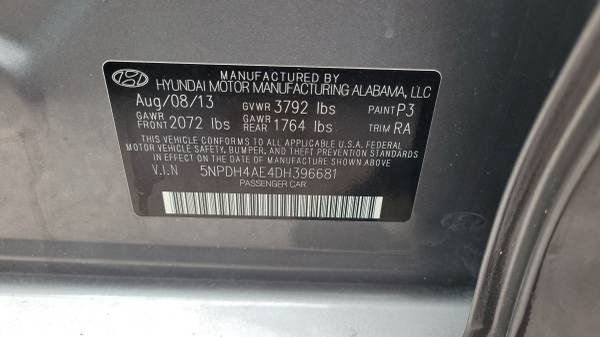 MANUFACTURED BY
HYUNDAI MOTOR MANUFACTURING ALABAMA, LLC
Aug/08/13 GVWR 3792 lbs PAINT P3
GAWR FRONT 2072 lbs GAWR REAR 1764 lbs TRIM RA
THIS VEHICLE CONFORMS TO ALL APPLICABLE U.S.A. FEDERAL
MOTOR VEHICLE SAFETY, BUMPER, AND THEFT PREVENTION STANDARDS
IN EFFECT ON THE DATE OF MANUFACTURE SHOWN ABOVE.
V.I.N 5NPDH4AE4DH396681
PASSENGER CAR